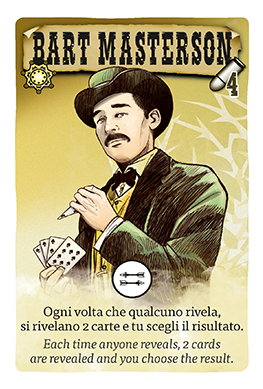 BART MASTERSON
4
Ogni volta che qualcuno rivela,
si rivelano 2 carte e tu scegli il risultato.
Each time anyone reveals, 2 cards
are revealed and you choose the result.